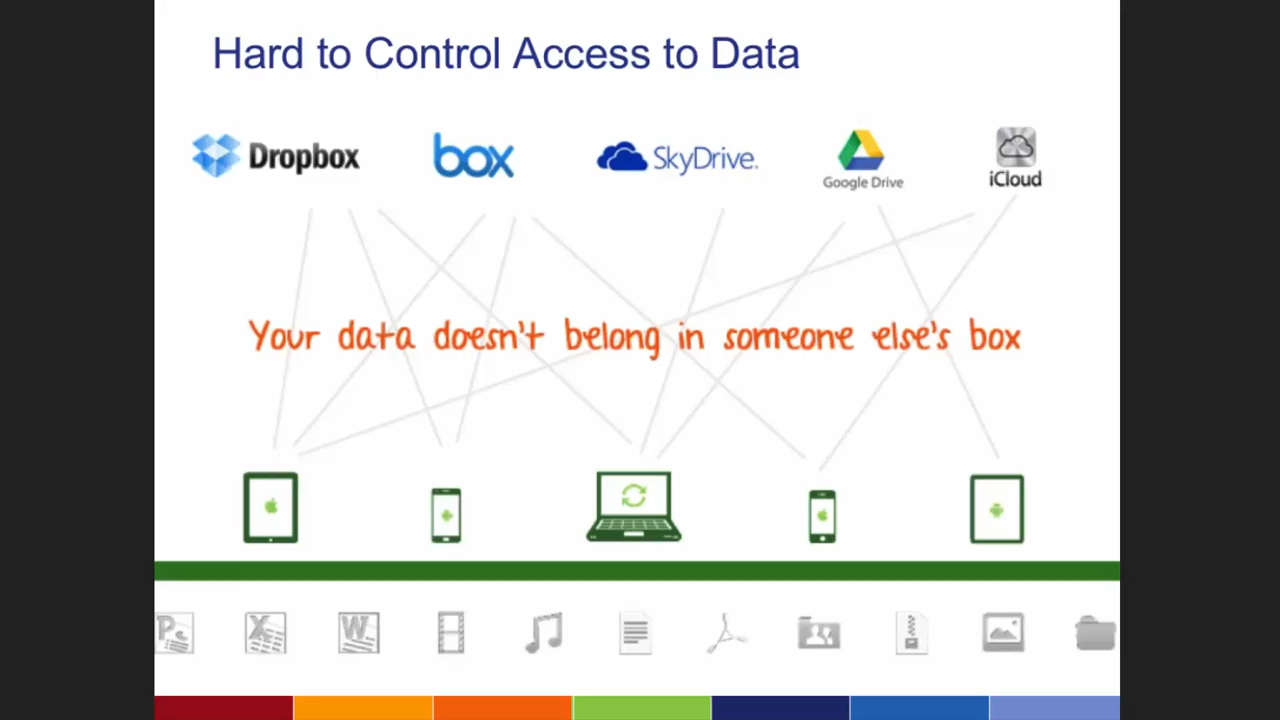 Hard to Control Access to Data
Dropbox
box
SkyDrive.
Google Drive
iCloud
Your data doesn't belong in someone else's box
X
W